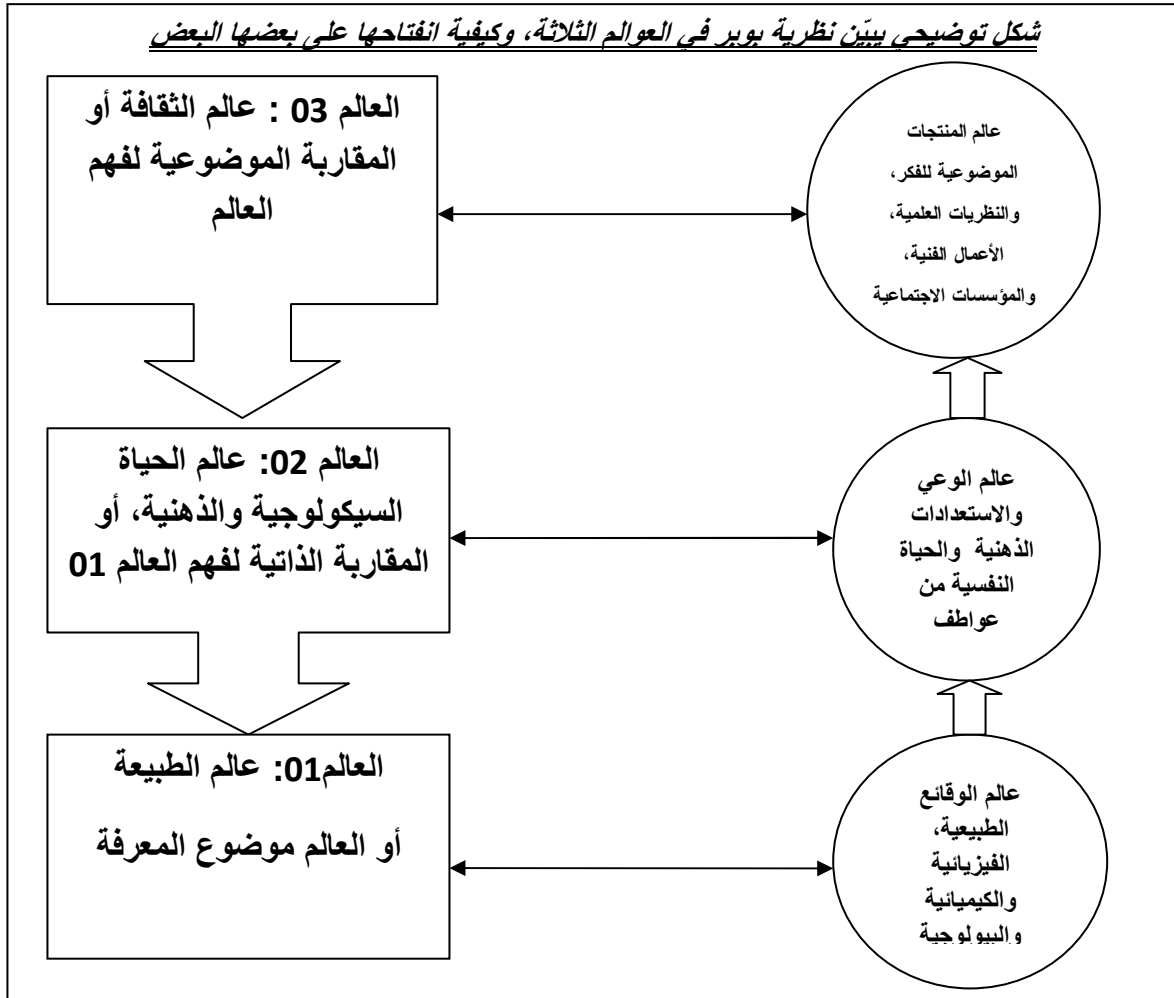 شكل توضيحي يبيّن نظرية بوبر في العوالم الثلاثة، وكيفية انفتاحها على بعضها البعض
العالم 03 : عالم الثقافة أو
المقاربة الموضوعية لفهم
العالم
عالم المنتجات
الموضوعية للفكر،
والنظريات العلمية،
الأعمال الفنية،
والمؤسسات الاجتماعية
العالم 02: عالم الحياة
السيكولوجية والذهنية، أو
المقاربة الذاتية لفهم العالم 01
عالم الوعي
والاستعدادات
الذهنية والحياة
النفسية من
عواطف
العالم01: عالم الطبيعة
أو العالم موضوع المعرفة
عالم الوقائع
الطبيعية،
الفيزيائية
والكيميائية
والبيولوجية